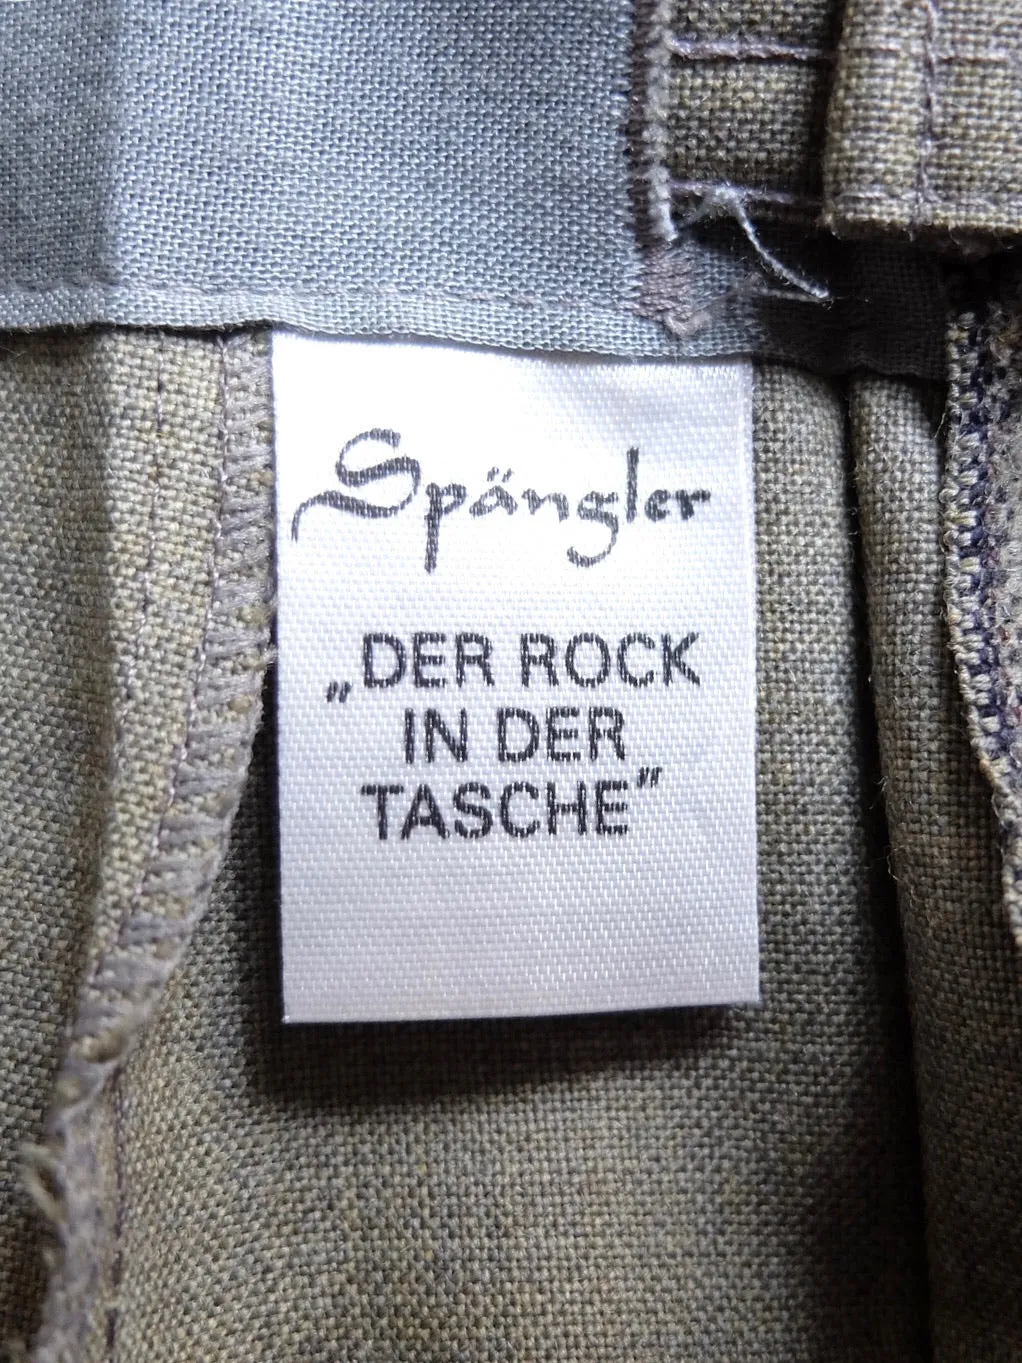 Spängler
„DER ROCK
IN DER
TASCHE”